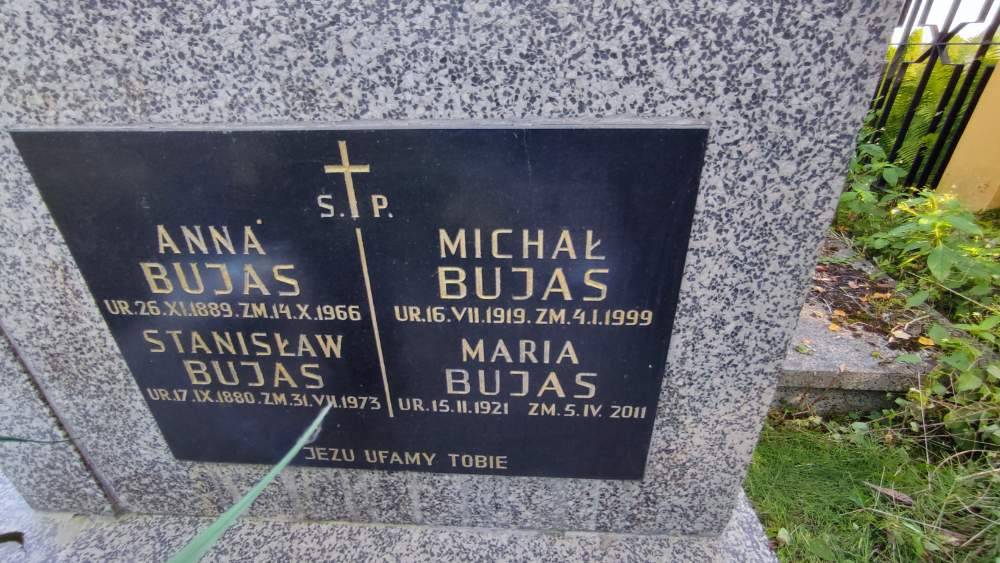 Ś. P.
ANNA
BUJAS
UR. 26. XI. 1889. ZM. 14. X. 1966
STANISŁAW
BUJAS
UR. 17. IX. 1880. ZM. 31. VII. 1973
MICHAŁ
BUJAS
UR. 16. VII. 1919. ZM. 4. I. 1999
MARIA
BUJAS
UR. 15. II. 1921 ZM. 5. IV. 2011
JEZU UFAMY TOBIE